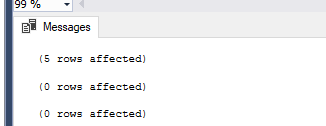 99 %
Messages
(5 rows affected)
(0 rows affected)
(0 rows affected)